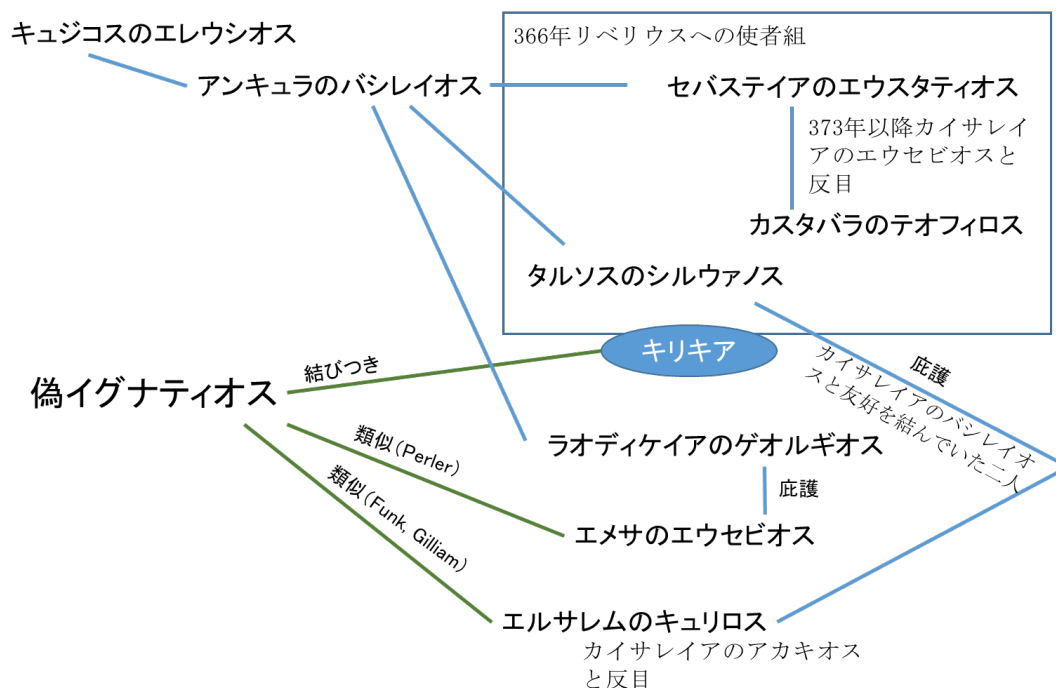 キュジコスのエレウシオス
366年リベリウスへの使者組
アンキュラのバシレイオス
セバステイアのエウスタティオス
373年以降カイサレイ
アのエウセビオスと
反目
カスタバラのテオフィロス
タルソスのシルウァノス
キリキア
結びつき
偽イグナティオス
庇護
カイサレイアのバシレイオ
スと友好を結んでいた二人
類似(Perler)
ラオディケイアのゲオルギオス
類似(Funk, Gilliam)
庇護
エメサのエウセビオス
エルサレムのキュリロス
カイサレイアのアカキオス
と反目